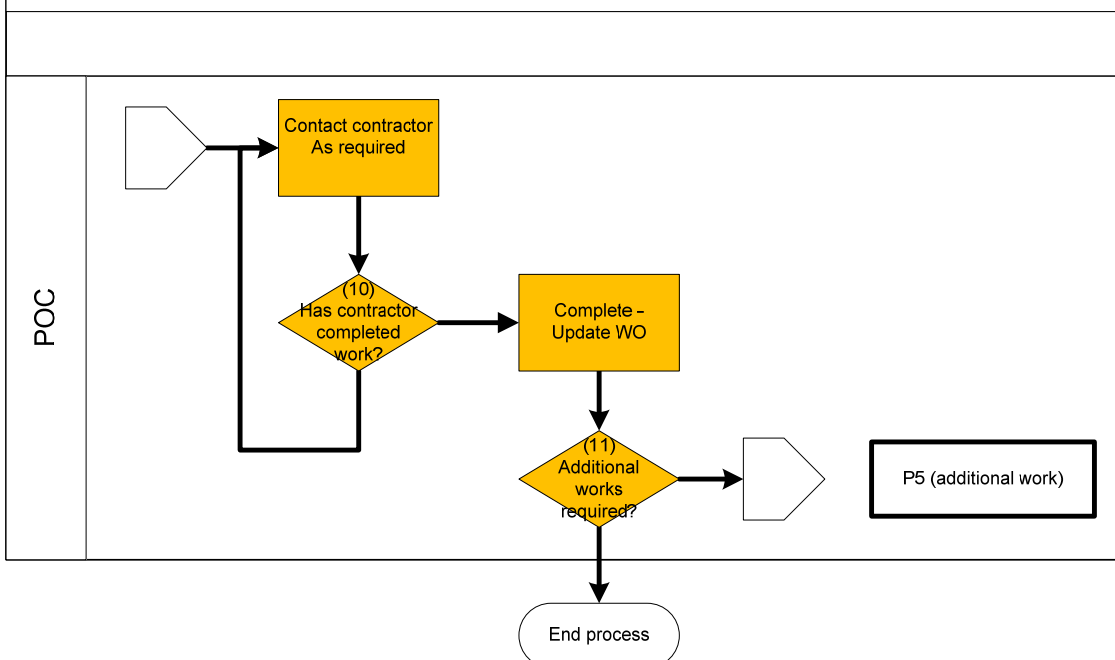 POC
Contact contractor
As required
(10)
Has contractor
completed
work?
Complete –
Update WO
(11)
Additional
works
required?
P5 (additional work)
End process